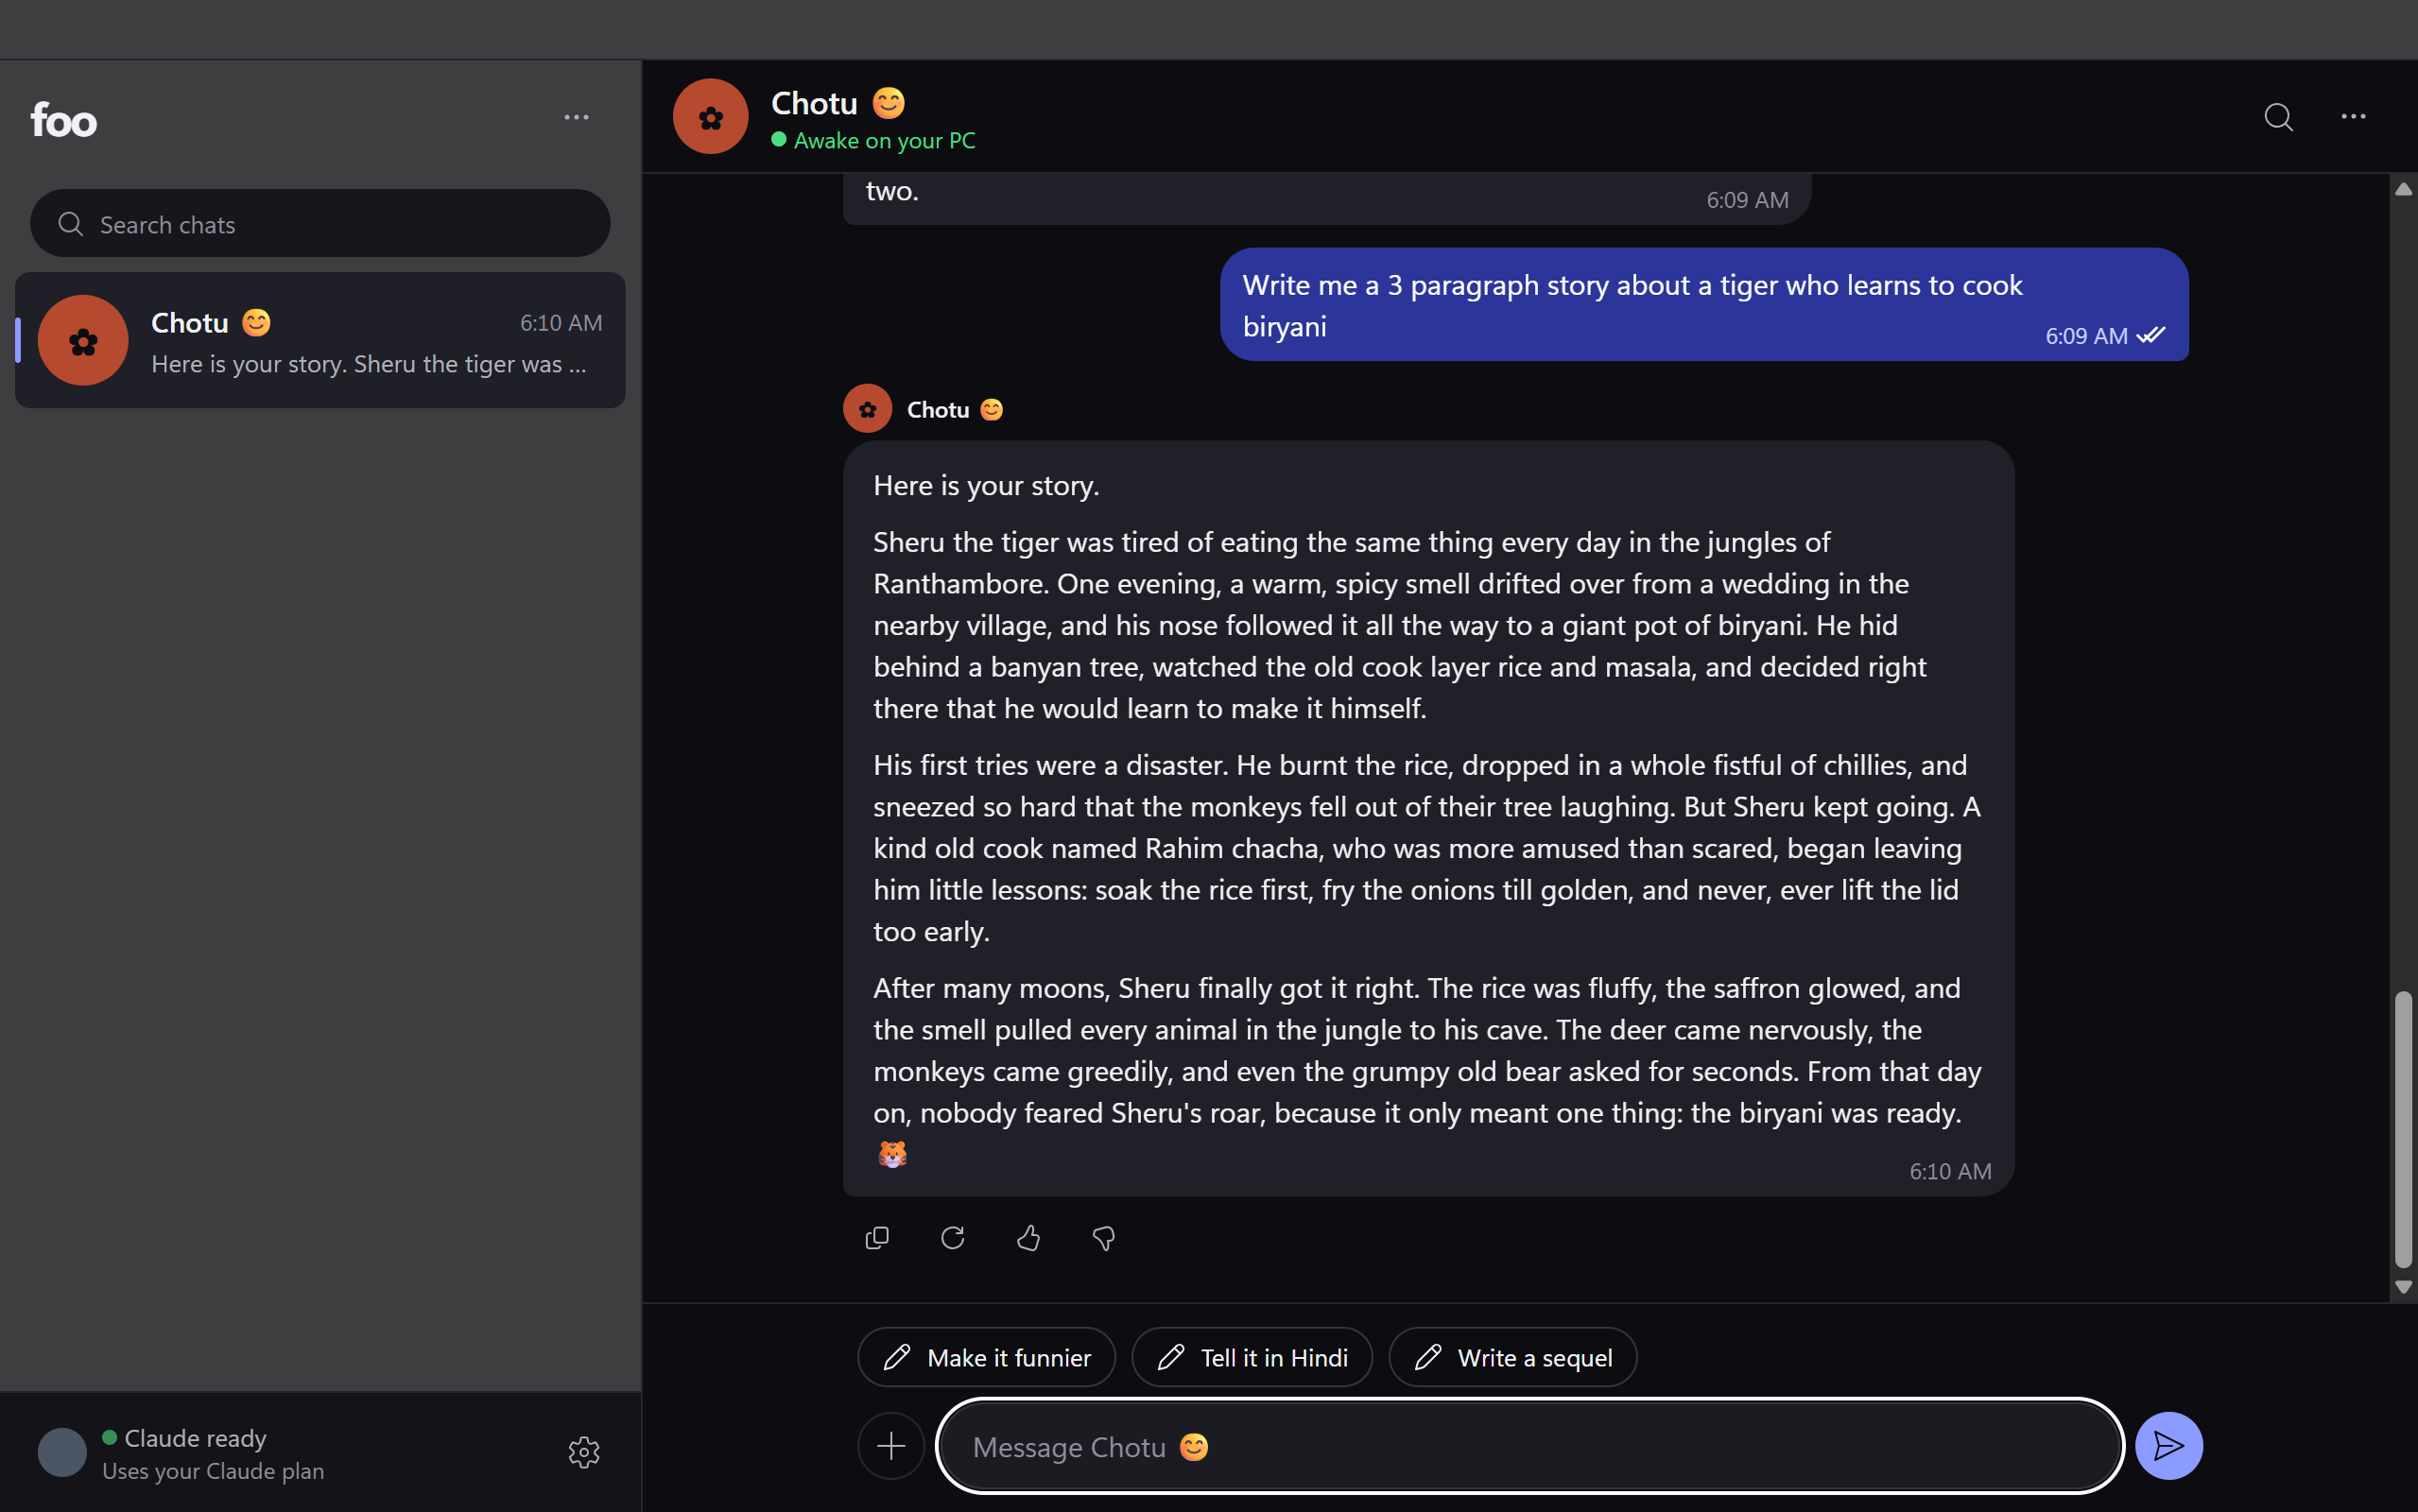 foo
Search chats
Chotu 😊
6:10 AM
Here is your story. Sheru the tiger was ...
Claude ready
Uses your Claude plan
Chotu 😊
Awake on your PC
two.
6:09 AM
Write me a 3 paragraph story about a tiger who learns to cook
biryani
6:09 AM
Chotu 😊
Here is your story.
Sheru the tiger was tired of eating the same thing every day in the jungles of
Ranthambore. One evening, a warm, spicy smell drifted over from a wedding in the
nearby village, and his nose followed it all the way to a giant pot of biryani. He hid
behind a banyan tree, watched the old cook layer rice and masala, and decided right
there that he would learn to make it himself.
His first tries were a disaster. He burnt the rice, dropped in a whole fistful of chillies, and
sneezed so hard that the monkeys fell out of their tree laughing. But Sheru kept going. A
kind old cook named Rahim chacha, who was more amused than scared, began leaving
him little lessons: soak the rice first, fry the onions till golden, and never, ever lift the lid
too early.
After many moons, Sheru finally got it right. The rice was fluffy, the saffron glowed, and
the smell pulled every animal in the jungle to his cave. The deer came nervously, the
monkeys came greedily, and even the grumpy old bear asked for seconds. From that day
on, nobody feared Sheru's roar, because it only meant one thing: the biryani was ready.
🐯
6:10 AM
Make it funnier
Tell it in Hindi
Write a sequel
Message Chotu 😊